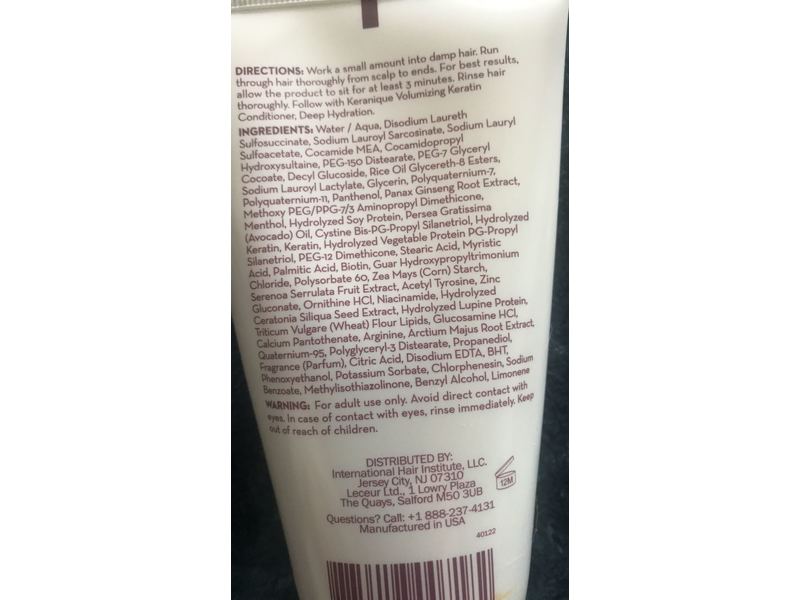 DIRECTIONS: Work a small amount into damp hair. Run
through hair thoroughly from scalp to ends. For best results,
allow the product to sit for at least 3 minutes. Rinse hair
thoroughly. Follow with Keranique Volumizing Keratin
Conditioner, Deep Hydration.
INGREDIENTS: Water / Aqua, Disodium Laureth
Sulfosuccinate, Sodium Lauroyl Sarcosinate, Sodium Lauryl
Sulfoacetate, Cocamide MEA, Cocamidopropyl
Hydroxysultaine, PEG-150 Distearate, PEG-7 Glyceryl
Cocoate, Decyl Glucoside, Rice Oil Glycereth-8 Esters,
Sodium Lauroyl Lactylate, Glycerin, Polyquaternium-7,
Polyquaternium-11, Panthenol, Panax Ginseng Root Extract,
Methoxy PEG/PPG-7/3 Aminopropyl Dimethicone,
Menthol, Hydrolyzed Soy Protein, Persea Gratissima
(Avocado) Oil, Cystine Bis-PG-Propyl Silanetriol, Hydrolyzed
Keratin, Keratin, Hydrolyzed Vegetable Protein PG-Propyl
Silanetriol, PEG-12 Dimethicone, Stearic Acid, Myristic
Acid, Palmitic Acid, Biotin, Guar Hydroxypropyltrimonium
Chloride, Polysorbate 60, Zea Mays (Corn) Starch,
Serenoa Serrulata Fruit Extract, Acetyl Tyrosine, Zinc
Gluconate, Ornithine HCl, Niacinamide, Hydrolyzed
Ceratonia Siliqua Seed Extract, Hydrolyzed Lupine Protein,
Triticum Vulgare (Wheat) Flour Lipids, Glucosamine HCl,
Calcium Pantothenate, Arginine, Arctium Majus Root Extract,
Quaternium-95, Polyglyceryl-3 Distearate, Propanediol,
Fragrance (Parfum), Citric Acid, Disodium EDTA, BHT,
Phenoxyethanol, Potassium Sorbate, Chlorphenesin, Sodium
Benzoate, Methylisothiazolinone, Benzyl Alcohol, Limonene
WARNING: For adult use only. Avoid direct contact with
eyes. In case of contact with eyes, rinse immediately. Keep
out of reach of children.
DISTRIBUTED BY:
International Hair Institute, LLC.
Jersey City, NJ 07310
Leceur Ltd., 1 Lowry Plaza
The Quays, Salford M50 3UB
12M
Questions? Call: +1 888-237-4131
Manufactured in USA
40122